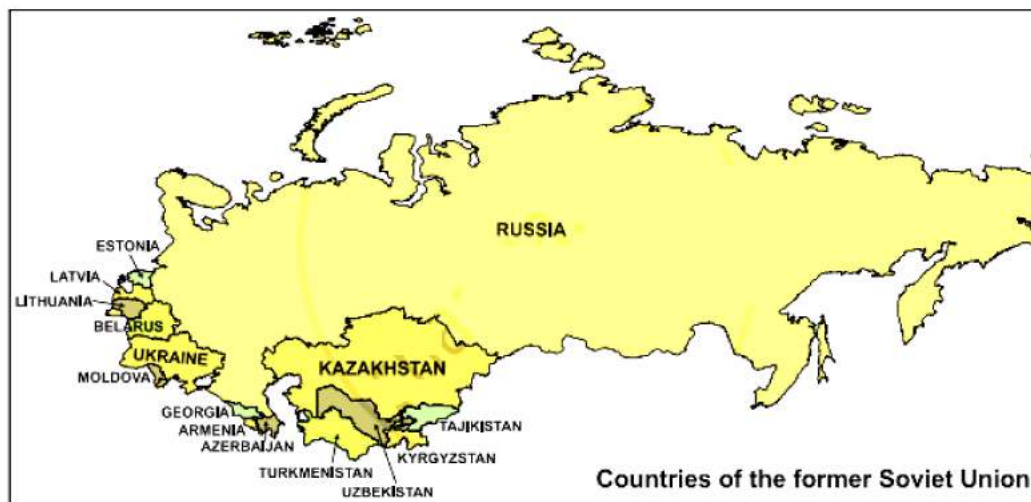 RUSSIA
ESTONIA
LATVIA
LITHUANIA
BELARUS
UKRAINE
MOLDOVA
KAZAKHSTAN
GEORGIA
ARMENIA
AZERBAIJAN
TAJIKISTAN
KYRGYZSTAN
TURKMENISTAN
UZBEKISTAN
Countries of the former Soviet Union